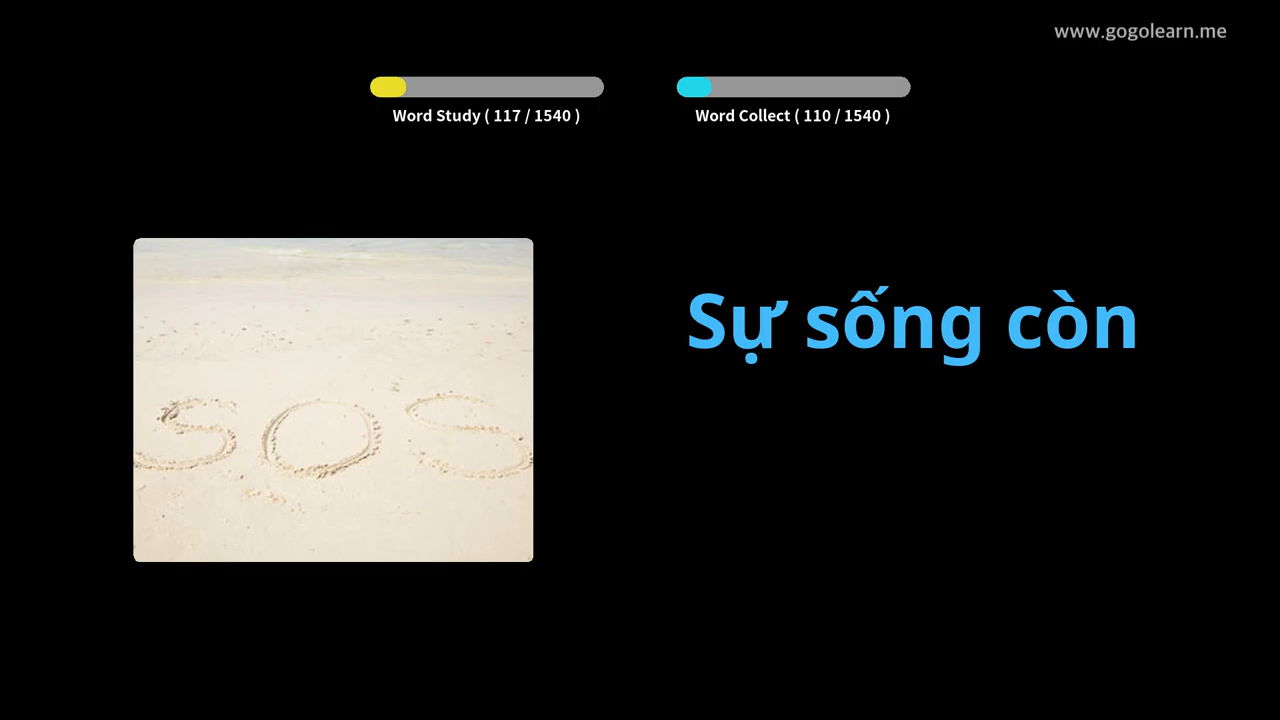 www.gogolearn.me
Word Study ( 117 / 1540 )
Word Collect ( 110 / 1540 )
Sự sống còn
SOS